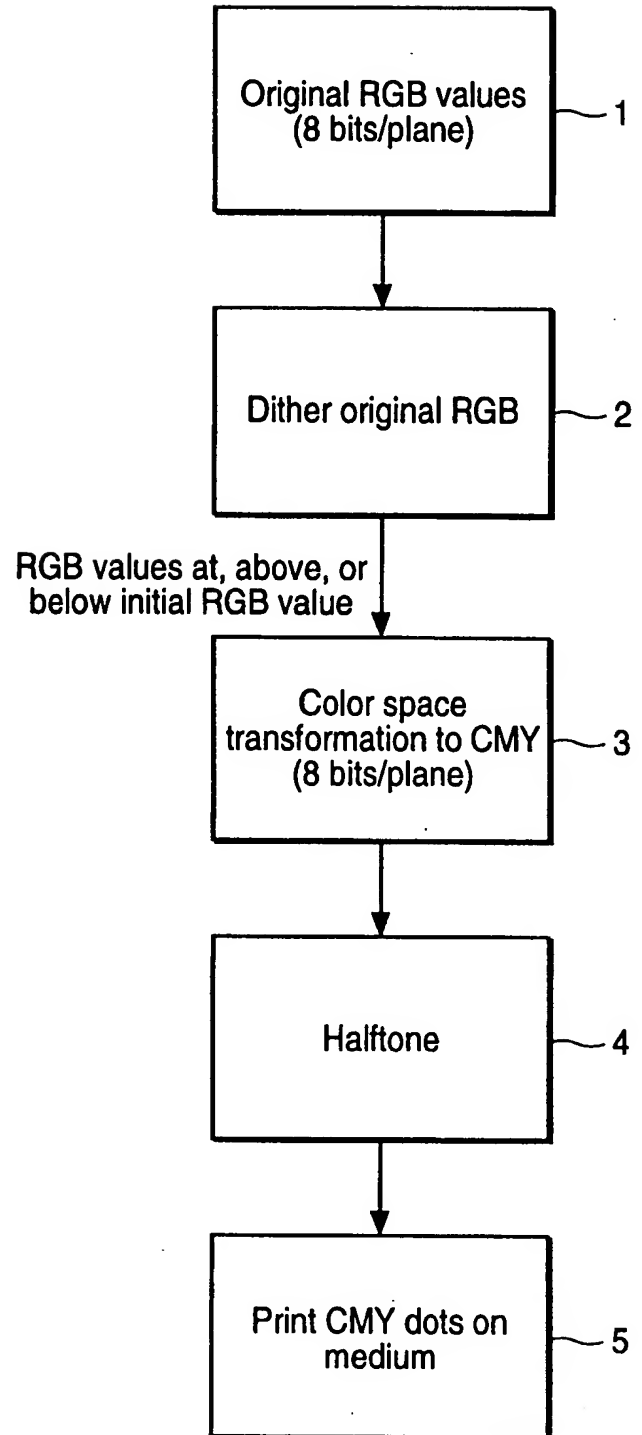 Original RGB values
(8 bits/plane)
1
Dither original RGB
2
RGB values at, above, or
below initial RGB value
Color space
transformation to CMY
(8 bits/plane)
3
Halftone
4
Print CMY dots on
medium
5